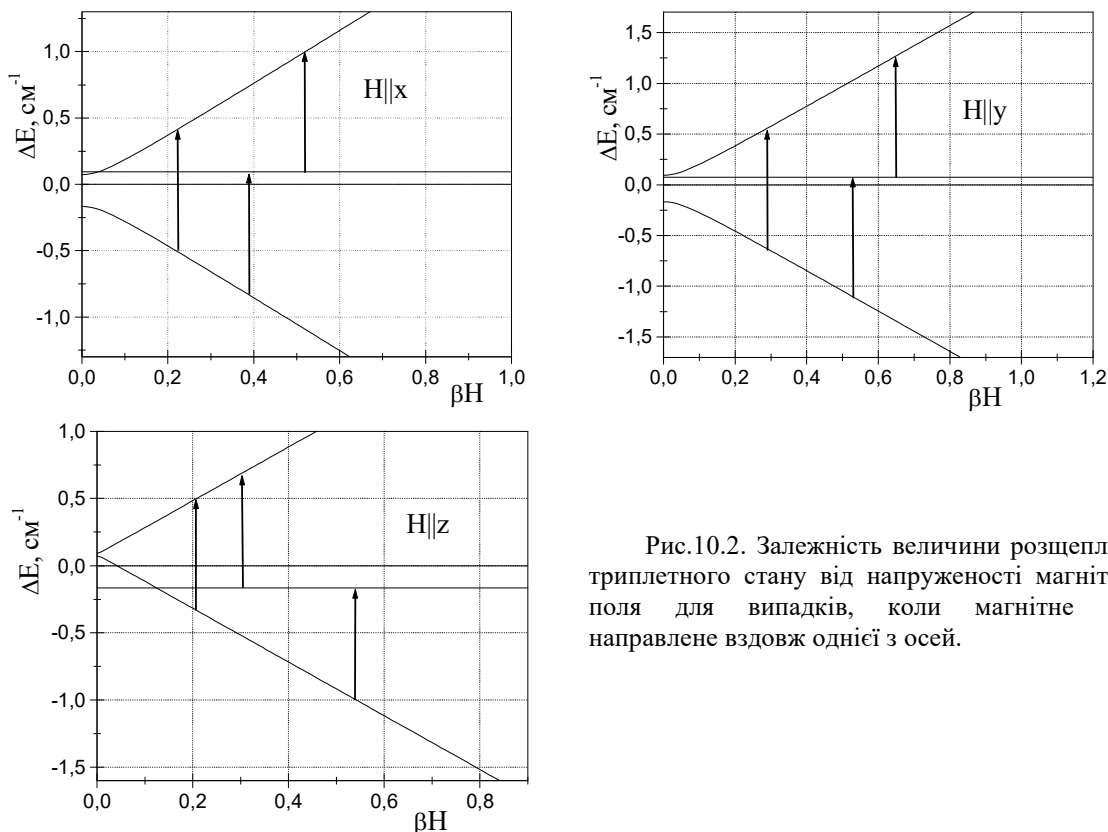 1,0
0,5
0,0
-0,5
-1,0
ΔE, см-1
H||x
0,0 0,2 0,4 0,6 0,8 1,0
βH
1,5
1,0
0,5
0,0
-0,5
-1,0
-1,5
ΔE, см-1
H||y
0,0 0,2 0,4 0,6 0,8 1,0 1,2
βH
1,0
0,5
0,0
-0,5
-1,0
-1,5
ΔE, см-1
H||z
0,0 0,2 0,4 0,6 0,8
βH
Рис.10.2. Залежність величини розщепл
триплетного стану від напруженості магніт
поля для випадків, коли магнітне
направлене вздовж однієї з осей.